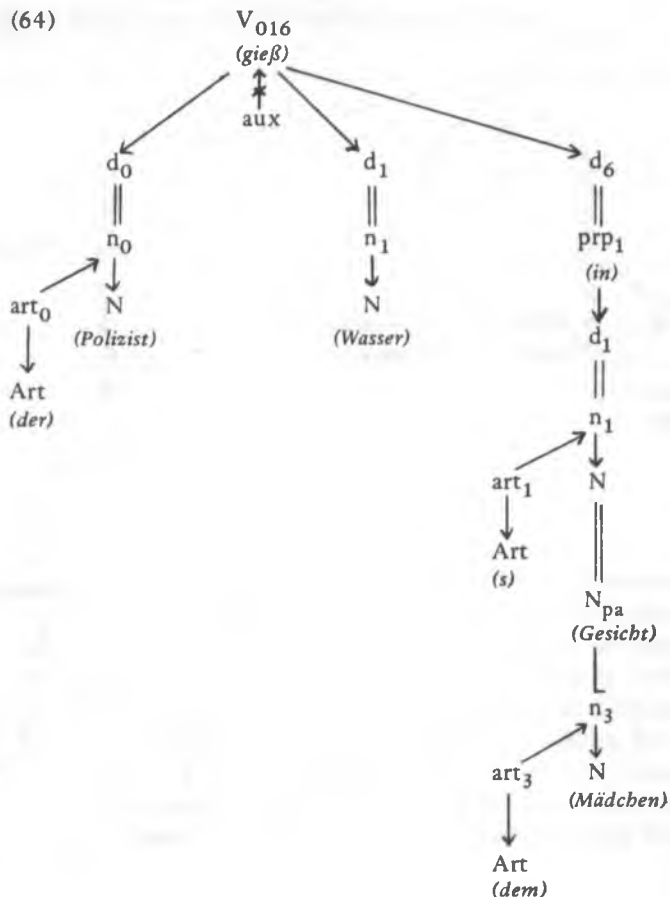 (64) V₀₁₆
(gieß)
aux
d₀ d₁ d₆
n₀ n₁ prp₁
(in)
art₀ N N
(Polizist) (Wasser)
d₁
Art
(der)
n₁
art₁ N
Art
(s)
Nₚₐ
(Gesicht)
n₃
art₃ N
(Mädchen)
Art
(dem)